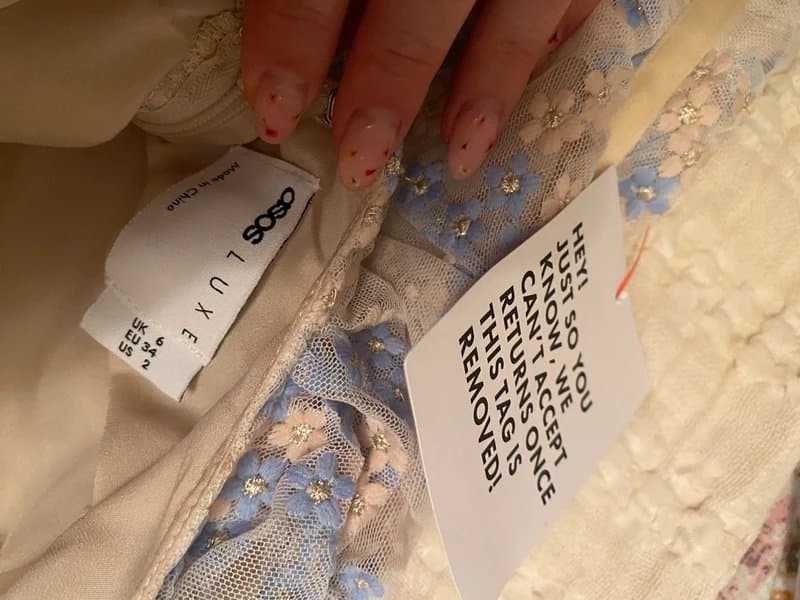 asos
LUXE
Made in China
UK 6
EU 34
US 2
HEY!
JUST SO YOU
KNOW, WE
CAN'T ACCEPT
RETURNS ONCE
THIS TAG IS
REMOVED!